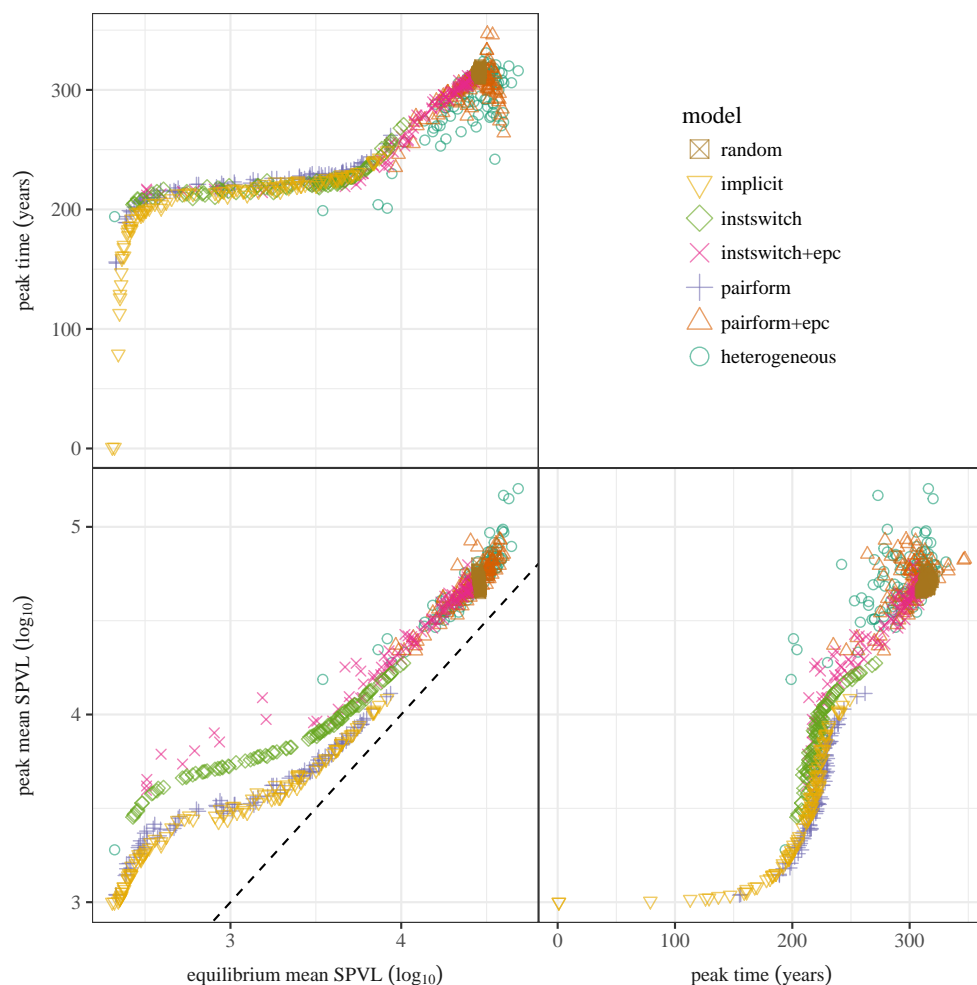 300
200
100
0
peak time (years)
model
random
implicit
instswitch
instswitch+epc
pairform
pairform+epc
heterogeneous
5
4
3
peak mean SPVL (log₁₀)
3 4
equilibrium mean SPVL (log₁₀)
0 100 200 300
peak time (years)